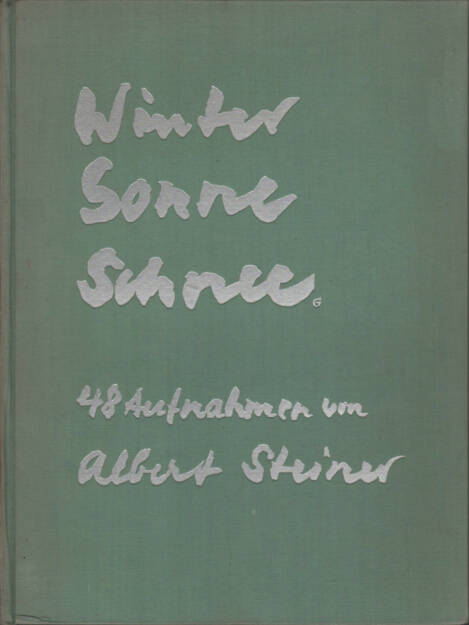 Winter
Sonne
Schnee G
48 Aufnahmen von
Albert Steiner